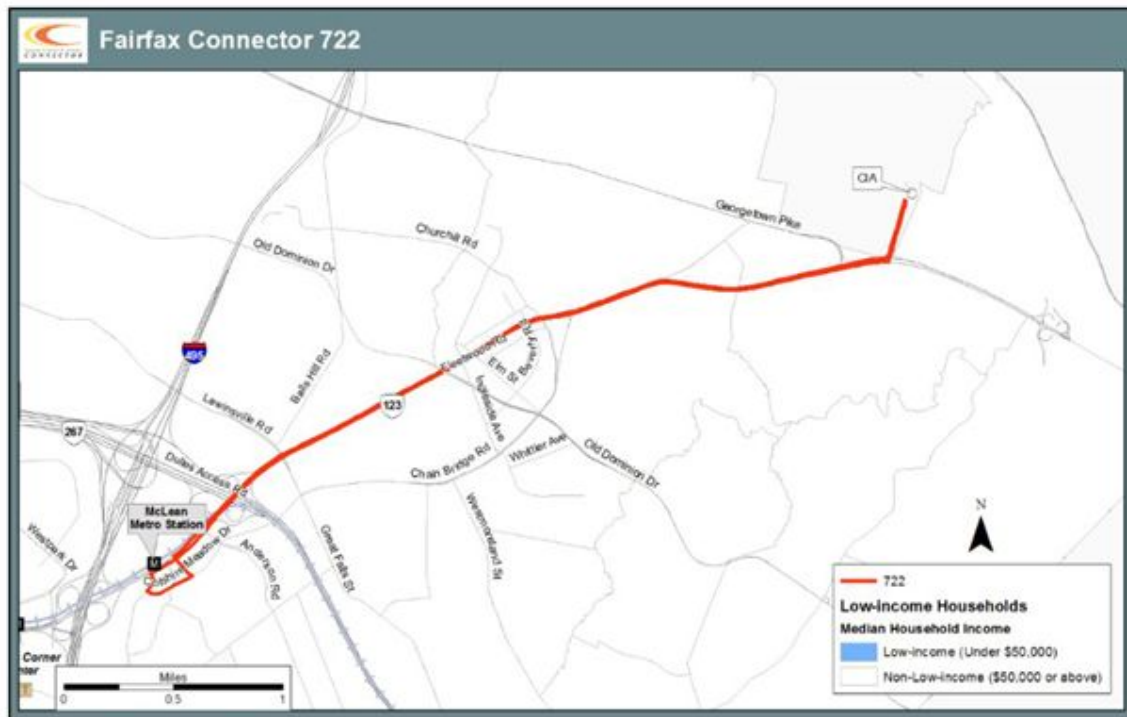 CONNECTOR
Fairfax Connector 722
CIA
Georgetown Pike
Churchill Rd
Old Dominion Dr
495
Balls Hill Rd
Beverly Rd
Elm St
123
Lewinsville Rd
Ingleside Ave
267
Dulles Access Rd
Chain Bridge Rd
Whittier Ave
Old Dominion Dr
McLean
Metro Station
M
Westpark Dr
Colshire Meadow Dr
Anderson Rd
Great Falls St
Westmoreland St
N
Corner
Miles
0 0.5 1
722
Low-income Households
Median Household Income
Low-income (Under $50,000)
Non-Low-income ($50,000 or above)